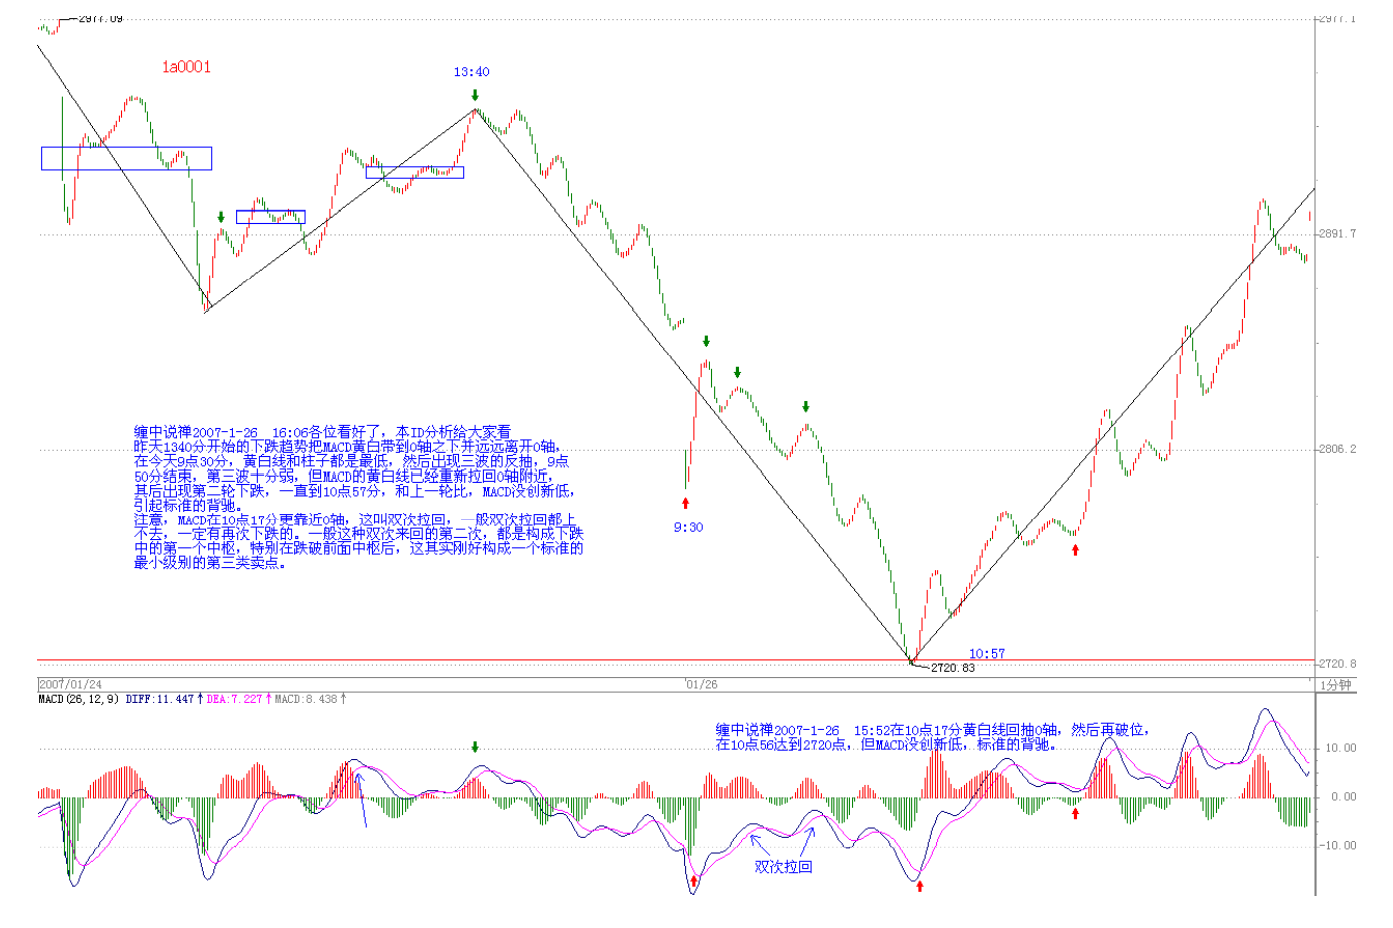 2977.09
2977.1
1a0001
13:40
2891.7
缠中说禅2007-1-26  16:06各位看好了，本ID分析给大家看
昨天1340分开始的下跌趋势把MACD黄白带到0轴之下并远远离开0轴，
在今天9点30分，黄白线和柱子都是最低，然后出现三波的反抽，9点
50分结束，第三波十分弱，但MACD的黄白线已经重新拉回0轴附近，
其后出现第二轮下跌，一直到10点57分，和上一轮比，MACD没创新低，
引起标准的背驰。
注意，MACD在10点17分更靠近0轴，这叫双次拉回，一般双次拉回都上
不去，一定有再次下跌的。一般这种双次来回的第二次，都是构成下跌
中的第一个中枢，特别在跌破前面中枢后，这其实刚好构成一个标准的
最小级别的第三类卖点。
2806.2
9:30
10:57
2720.83
2720.8
2007/01/24
01/26
1分钟
MACD(26,12,9) DIFF:11.447↑ DEA:7.227↑ MACD:8.438↑
缠中说禅2007-1-26  15:52在10点17分黄白线回抽0轴，然后再破位，
在10点56达到2720点，但MACD没创新低，标准的背驰。
10.00
0.00
-10.00
双次拉回